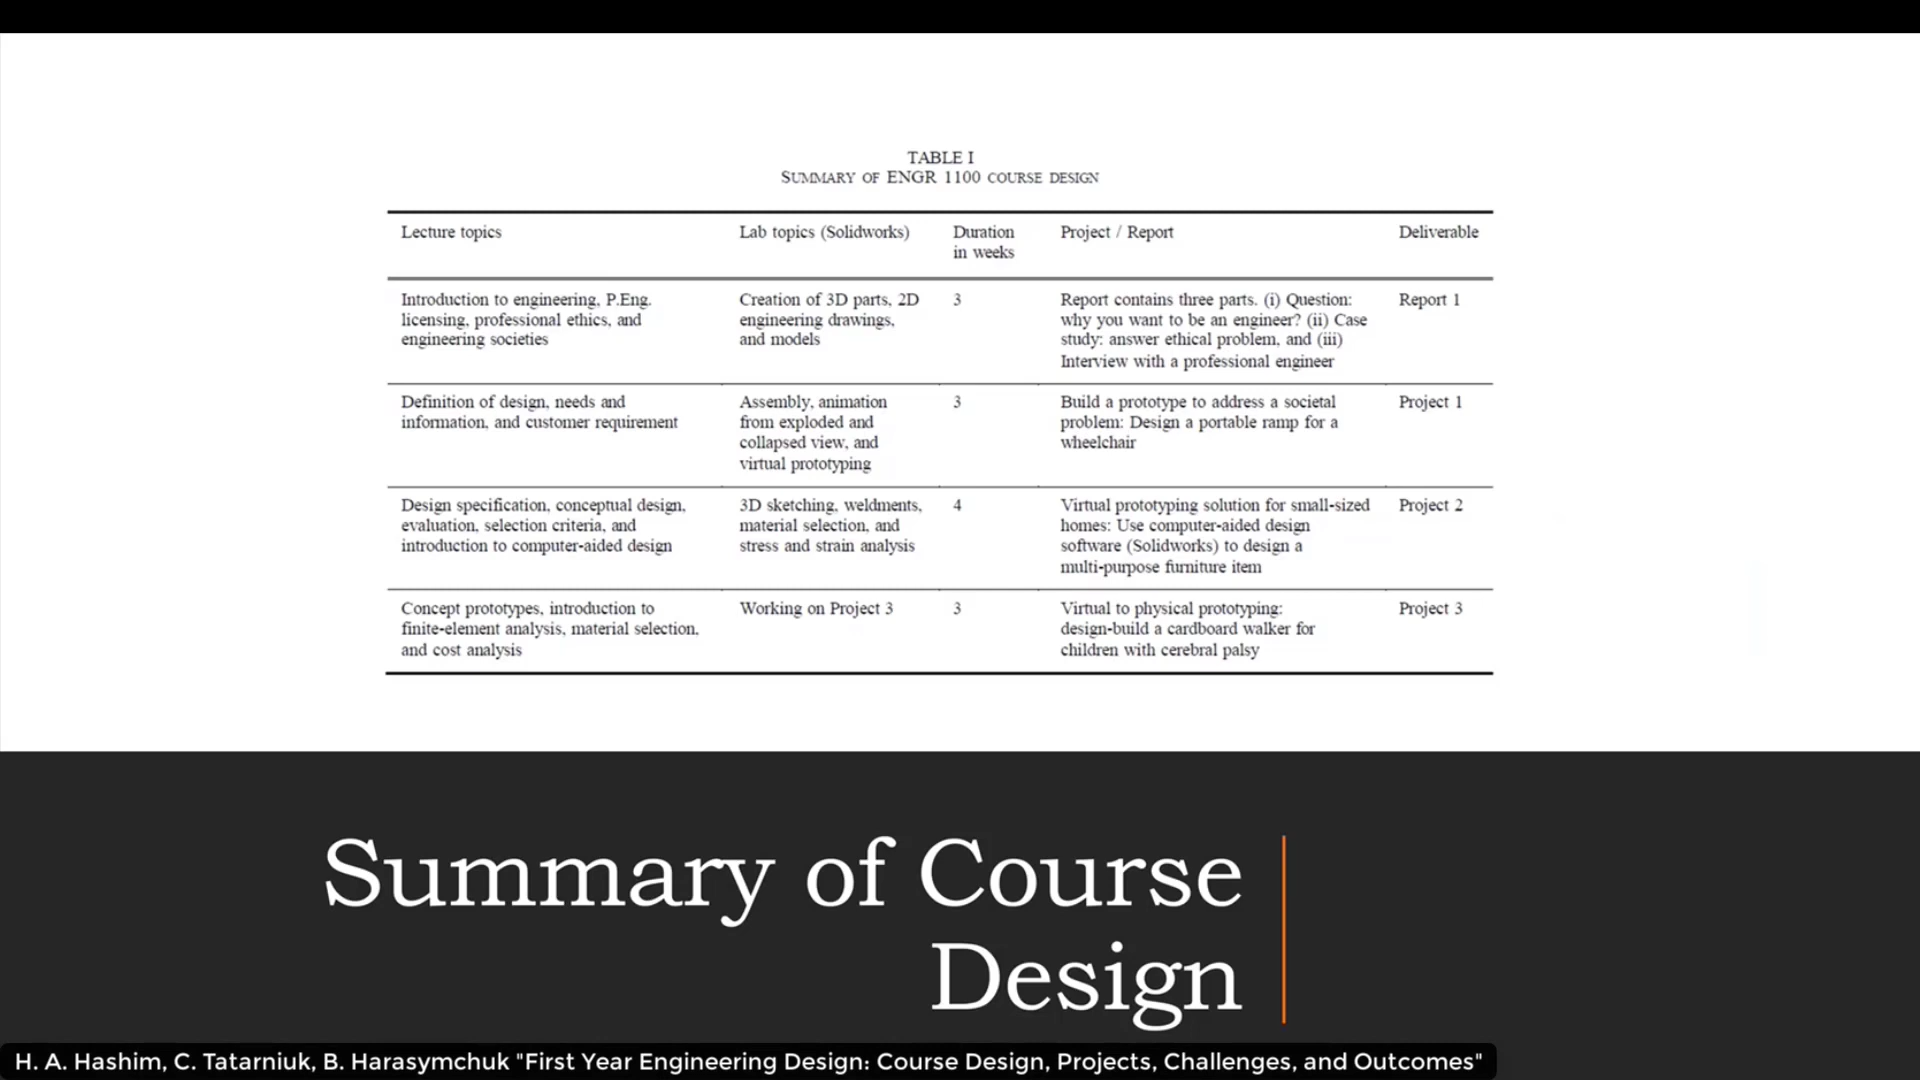 TABLE I
SUMMARY OF ENGR 1100 COURSE DESIGN
Lecture topics
Lab topics (Solidworks)
Duration
in weeks
Project / Report
Deliverable
Introduction to engineering, P.Eng.
licensing, professional ethics, and
engineering societies
Creation of 3D parts, 2D
engineering drawings,
and models
3
Report contains three parts. (i) Question:
why you want to be an engineer? (ii) Case
study: answer ethical problem, and (iii)
Interview with a professional engineer
Report 1
Definition of design, needs and
information, and customer requirement
Assembly, animation
from exploded and
collapsed view, and
virtual prototyping
3
Build a prototype to address a societal
problem: Design a portable ramp for a
wheelchair
Project 1
Design specification, conceptual design,
evaluation, selection criteria, and
introduction to computer-aided design
3D sketching, weldments,
material selection, and
stress and strain analysis
4
Virtual prototyping solution for small-sized
homes: Use computer-aided design
software (Solidworks) to design a
multi-purpose furniture item
Project 2
Concept prototypes, introduction to
finite-element analysis, material selection,
and cost analysis
Working on Project 3
3
Virtual to physical prototyping:
design-build a cardboard walker for
children with cerebral palsy
Project 3
Summary of Course
Design
H. A. Hashim, C. Tatarniuk, B. Harasymchuk "First Year Engineering Design: Course Design, Projects, Challenges, and Outcomes"